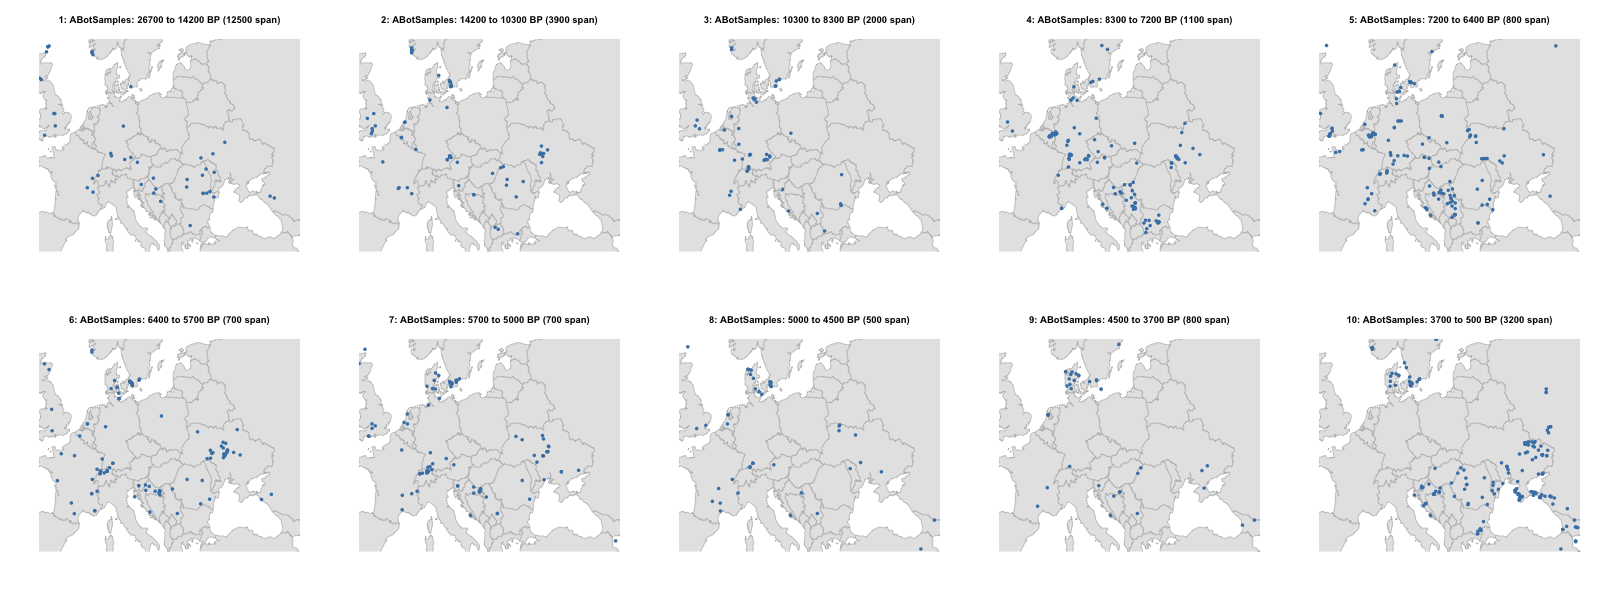 1: ABotSamples: 26700 to 14200 BP (12500 span)
2: ABotSamples: 14200 to 10300 BP (3900 span)
3: ABotSamples: 10300 to 8300 BP (2000 span)
4: ABotSamples: 8300 to 7200 BP (1100 span)
5: ABotSamples: 7200 to 6400 BP (800 span)
6: ABotSamples: 6400 to 5700 BP (700 span)
7: ABotSamples: 5700 to 5000 BP (700 span)
8: ABotSamples: 5000 to 4500 BP (500 span)
9: ABotSamples: 4500 to 3700 BP (800 span)
10: ABotSamples: 3700 to 500 BP (3200 span)